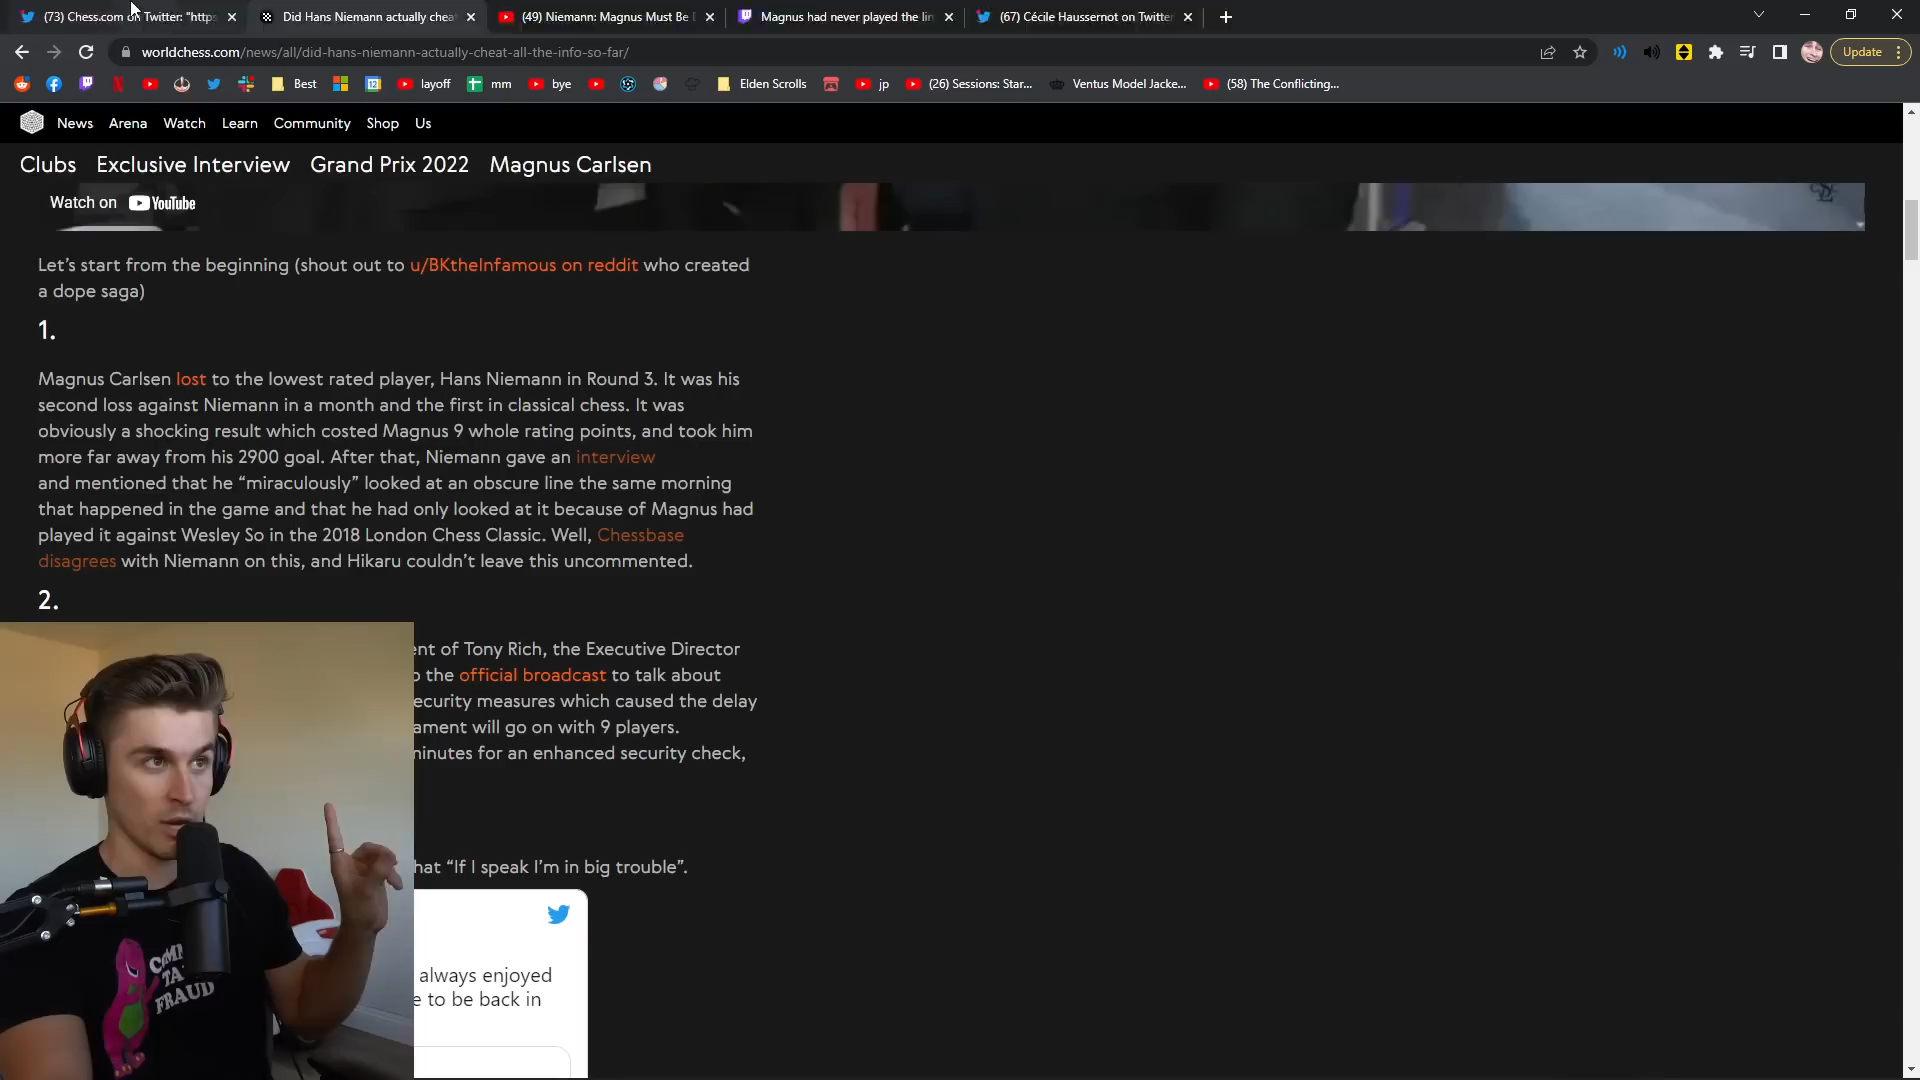 (73) Chess.com on Twitter: "https
Did Hans Niemann actually chea
(49) Niemann: Magnus Must Be
Magnus had never played the lin
(67) Cécile Haussernot on Twitter
worldchess.com/news/all/did-hans-niemann-actually-cheat-all-the-info-so-far/
Update
Best
12
layoff
mm
bye
Elden Scrolls
jp
(26) Sessions: Star...
Ventus Model Jacke...
(58) The Conflicting...
News Arena Watch Learn Community Shop Us
Clubs Exclusive Interview Grand Prix 2022 Magnus Carlsen
Watch on YouTube
Let's start from the beginning (shout out to u/BKtheInfamous on reddit who created
a dope saga)
1.
Magnus Carlsen lost to the lowest rated player, Hans Niemann in Round 3. It was his
second loss against Niemann in a month and the first in classical chess. It was
obviously a shocking result which costed Magnus 9 whole rating points, and took him
more far away from his 2900 goal. After that, Niemann gave an interview
and mentioned that he "miraculously" looked at an obscure line the same morning
that happened in the game and that he had only looked at it because of Magnus had
played it against Wesley So in the 2018 London Chess Classic. Well, Chessbase
disagrees with Niemann on this, and Hikaru couldn't leave this uncommented.
2.
ent of Tony Rich, the Executive Director
o the official broadcast to talk about
ecurity measures which caused the delay
ament will go on with 9 players.
minutes for an enhanced security check,
hat "If I speak I'm in big trouble".
always enjoyed
e to be back in
FRAUD